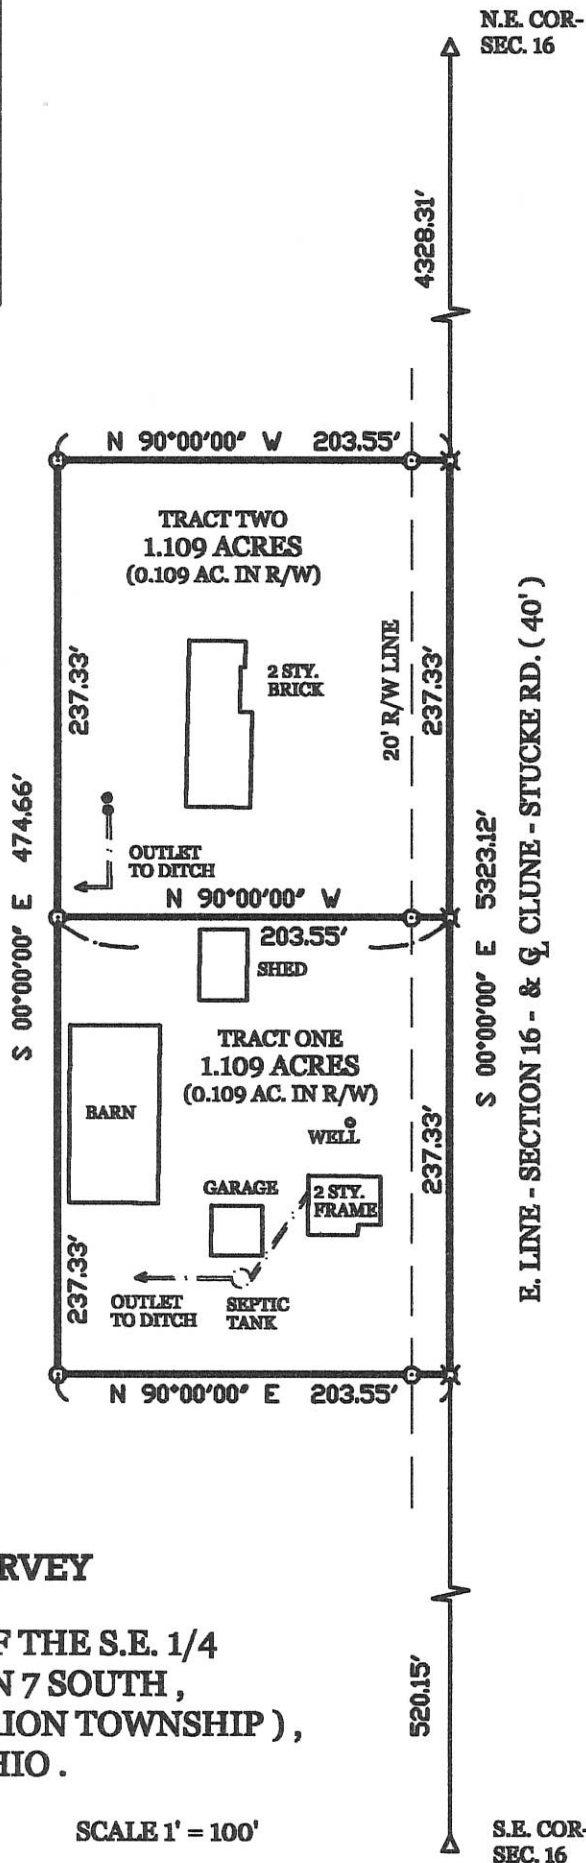 N.E. COR-
SEC. 16
4328.31'
N 90°00'00" W 203.55'
TRACT TWO
1.109 ACRES
(0.109 AC. IN R/W)
2 STY.
BRICK
237.33'
20' R/W LINE
237.33'
OUTLET
TO DITCH
S 00°00'00" E 474.66'
N 90°00'00" W
203.55'
S 00°00'00" E 5323.12'
E. LINE - SECTION 16 - & ℄ CLUNE - STUCKE RD. ( 40' )
SHED
TRACT ONE
1.109 ACRES
(0.109 AC. IN R/W)
BARN
WELL
GARAGE
2 STY.
FRAME
237.33'
237.33'
OUTLET
TO DITCH
SEPTIC
TANK
N 90°00'00" E 203.55'
RVEY
F THE S.E. 1/4
N 7 SOUTH ,
LION TOWNSHIP ) ,
HIO .
520.15'
SCALE 1' = 100'
S.E. COR-
SEC. 16